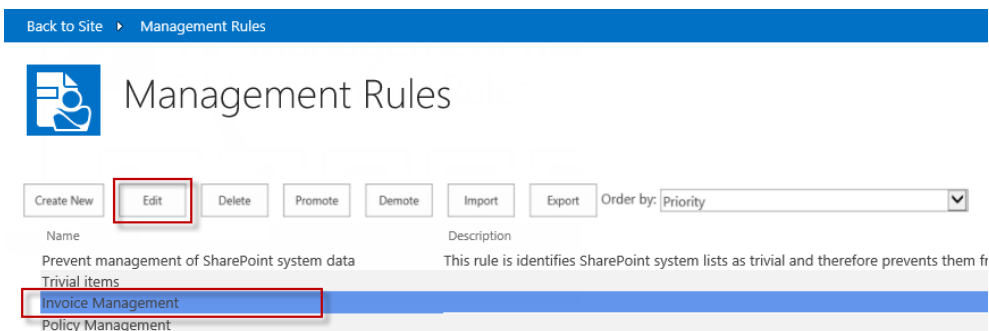 Back to Site Management Rules
Management Rules
Create New Edit Delete Promote Demote Import Export Order by: Priority
Name Description
Prevent management of SharePoint system data This rule is identifies SharePoint system lists as trivial and therefore prevents them
Trivial items
Invoice Management
Policy Management